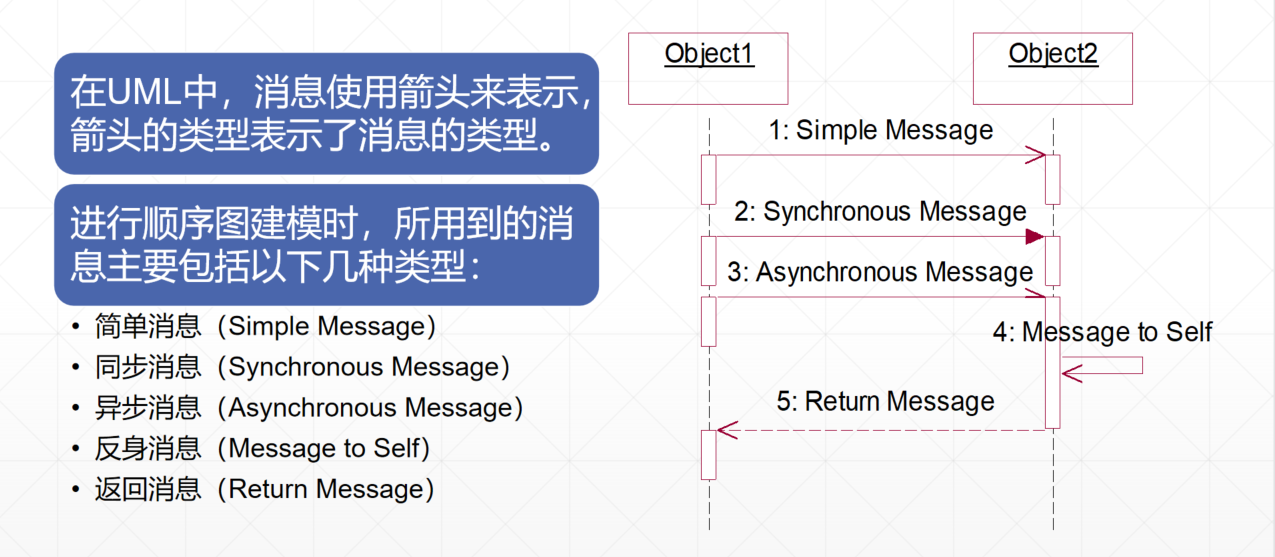 在UML中，消息使用箭头来表示，
箭头的类型表示了消息的类型。
进行顺序图建模时，所用到的消
息主要包括以下几种类型：
• 简单消息（Simple Message）
• 同步消息（Synchronous Message）
• 异步消息（Asynchronous Message）
• 反身消息（Message to Self）
• 返回消息（Return Message）
Object1
Object2
1: Simple Message
2: Synchronous Message
3: Asynchronous Message
4: Message to Self
5: Return Message